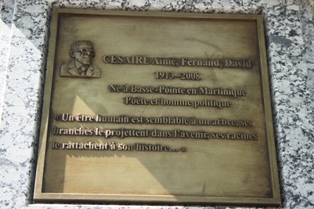 CESAIRE Aimé, Fernand, David
1913-2008
Né à Basse-Pointe en Martinique
Poète et homme politique
« Un être humain est semblable à un arbre, ses
branches le projettent dans l'avenir, ses racines
le rattachent à son histoire... »